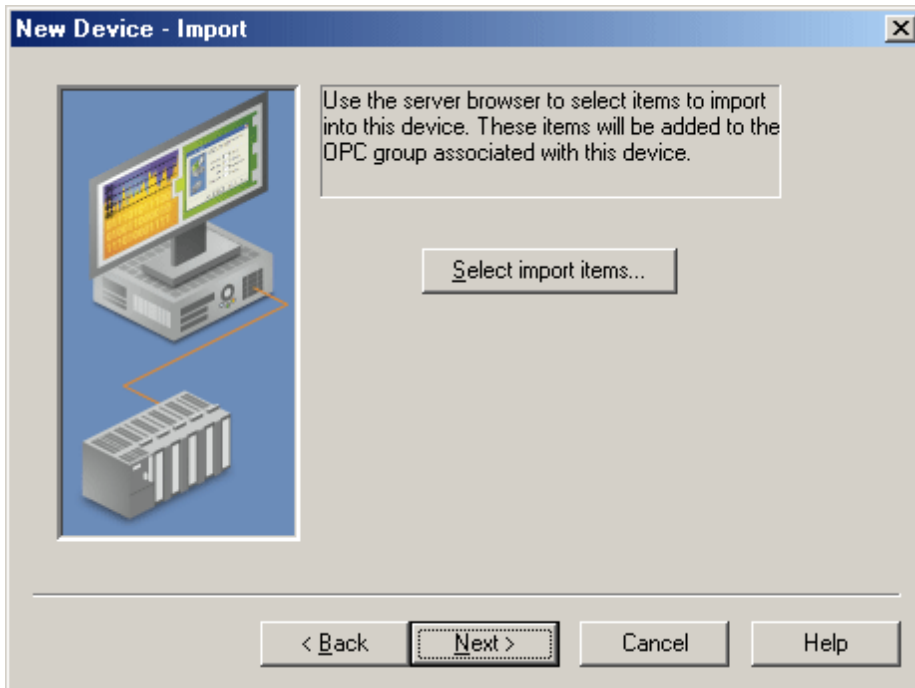 New Device - Import
Use the server browser to select items to import
into this device. These items will be added to the
OPC group associated with this device.
Select import items...
< Back
Next >
Cancel
Help